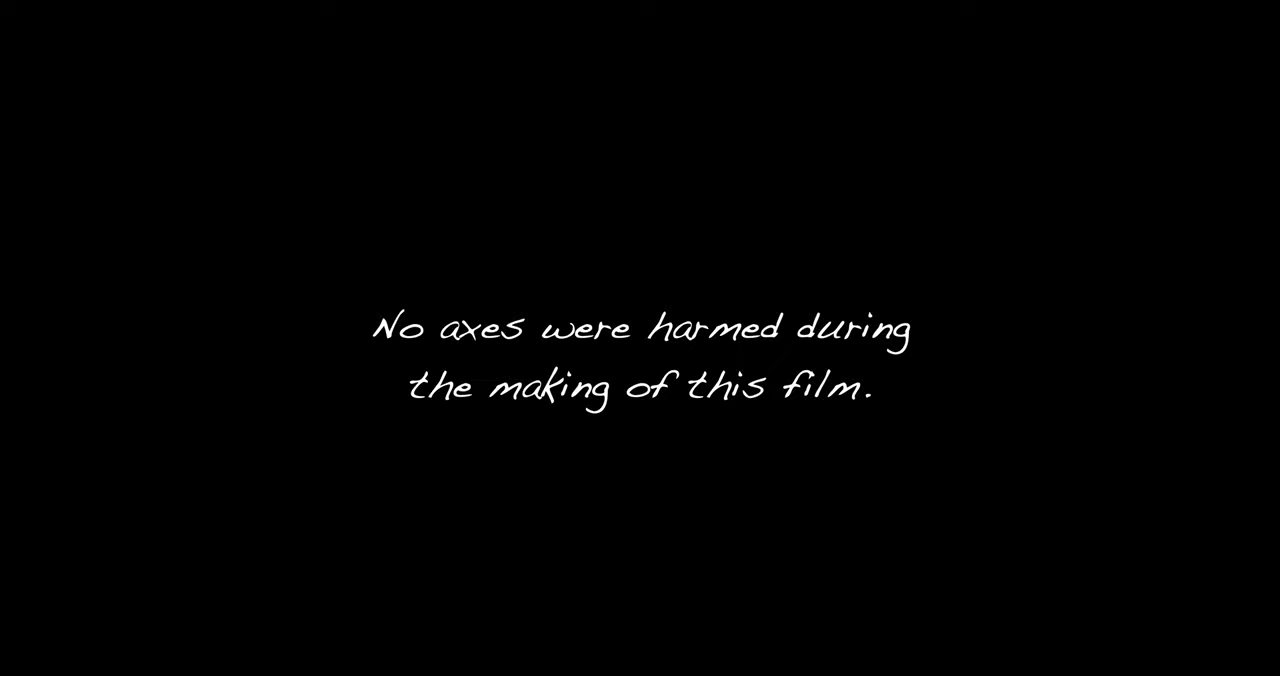 No axes were harmed during
the making of this film.